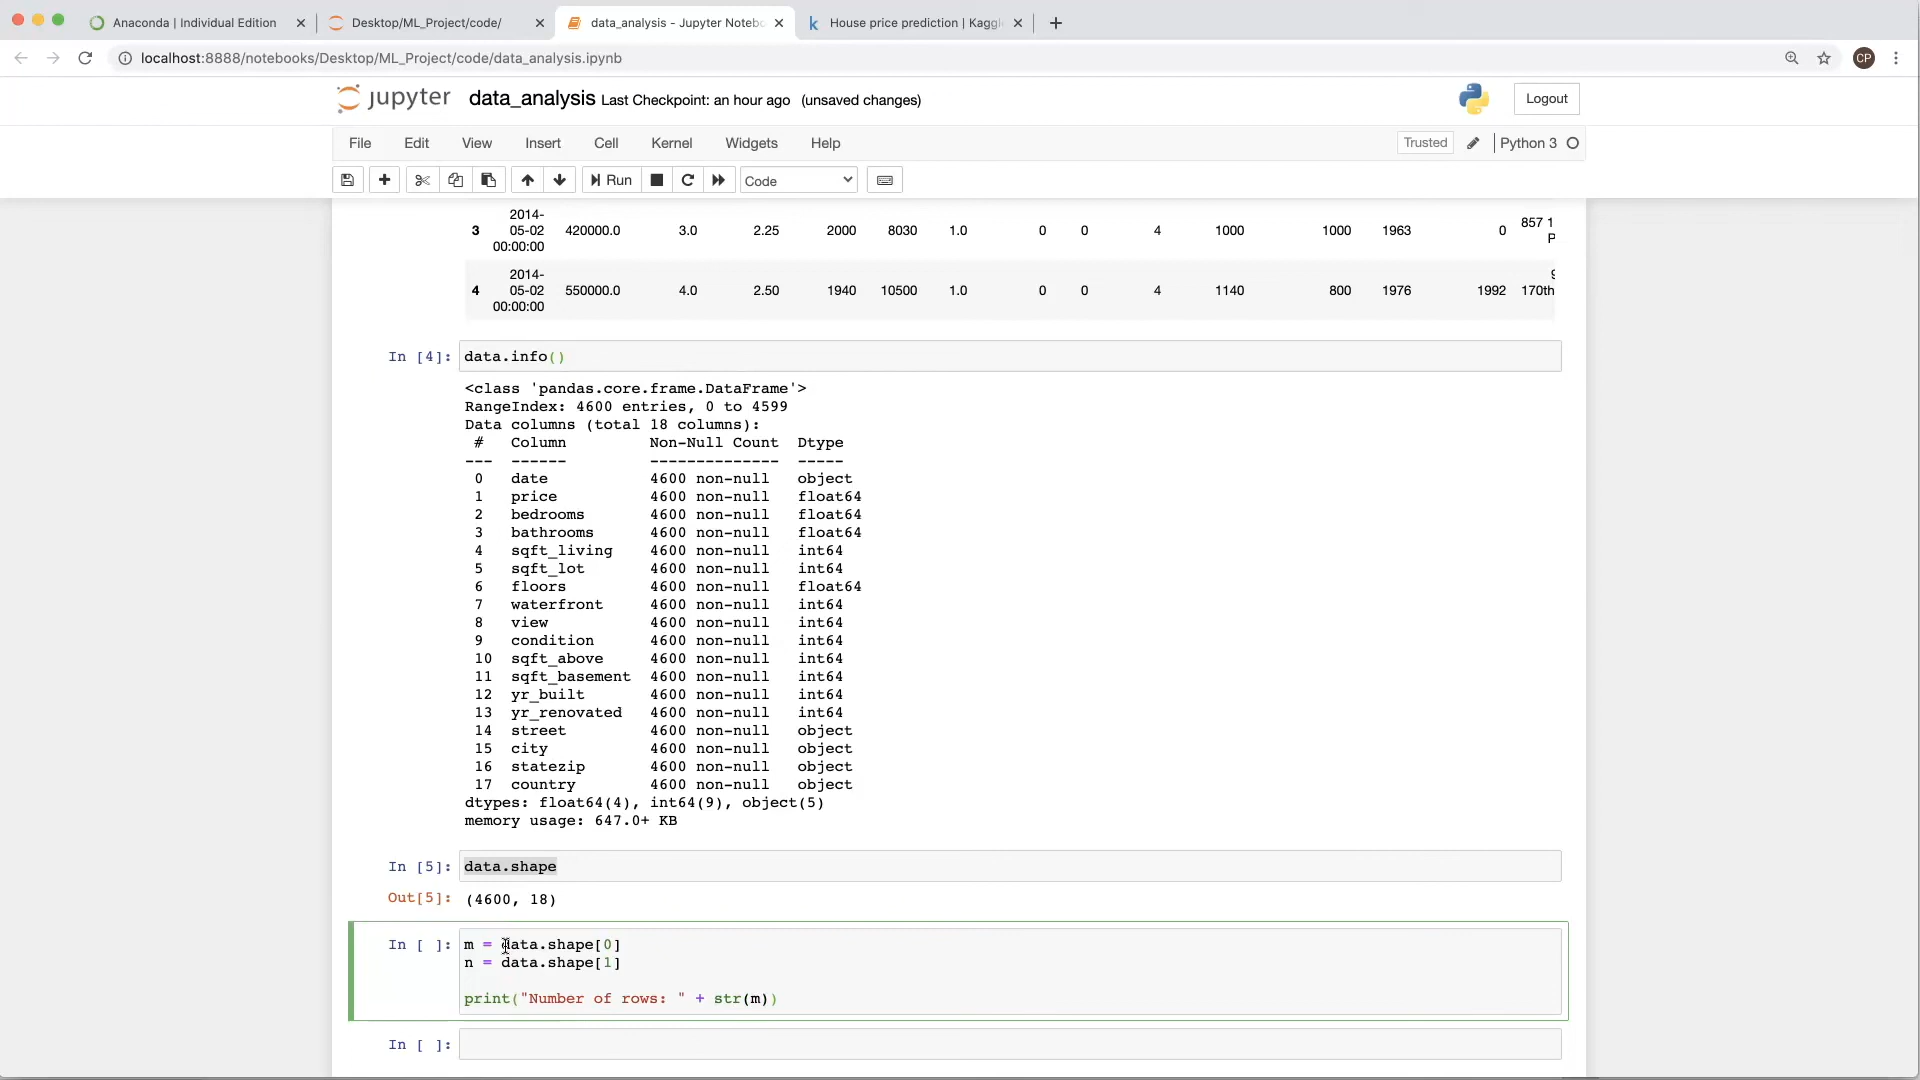 Anaconda | Individual Edition
Desktop/ML_Project/code/
data_analysis - Jupyter Notebo
House price prediction | Kaggle
localhost:8888/notebooks/Desktop/ML_Project/code/data_analysis.ipynb
CP
jupyter data_analysis Last Checkpoint: an hour ago (unsaved changes)
Logout
File Edit View Insert Cell Kernel Widgets Help
Trusted Python 3
Run Code
2014-
3 05-02 420000.0 3.0 2.25 2000 8030 1.0 0 0 4 1000 1000 1963 0 857 1
00:00:00 P
2014-
4 05-02 550000.0 4.0 2.50 1940 10500 1.0 0 0 4 1140 800 1976 1992 170th
00:00:00
In [4]: data.info()
<class 'pandas.core.frame.DataFrame'>
RangeIndex: 4600 entries, 0 to 4599
Data columns (total 18 columns):
# Column Non-Null Count Dtype
--- ------ -------------- -----
0 date 4600 non-null object
1 price 4600 non-null float64
2 bedrooms 4600 non-null float64
3 bathrooms 4600 non-null float64
4 sqft_living 4600 non-null int64
5 sqft_lot 4600 non-null int64
6 floors 4600 non-null float64
7 waterfront 4600 non-null int64
8 view 4600 non-null int64
9 condition 4600 non-null int64
10 sqft_above 4600 non-null int64
11 sqft_basement 4600 non-null int64
12 yr_built 4600 non-null int64
13 yr_renovated 4600 non-null int64
14 street 4600 non-null object
15 city 4600 non-null object
16 statezip 4600 non-null object
17 country 4600 non-null object
dtypes: float64(4), int64(9), object(5)
memory usage: 647.0+ KB
In [5]: data.shape
Out[5]: (4600, 18)
In [ ]: m = data.shape[0]
n = data.shape[1]
print("Number of rows: " + str(m))
In [ ]: